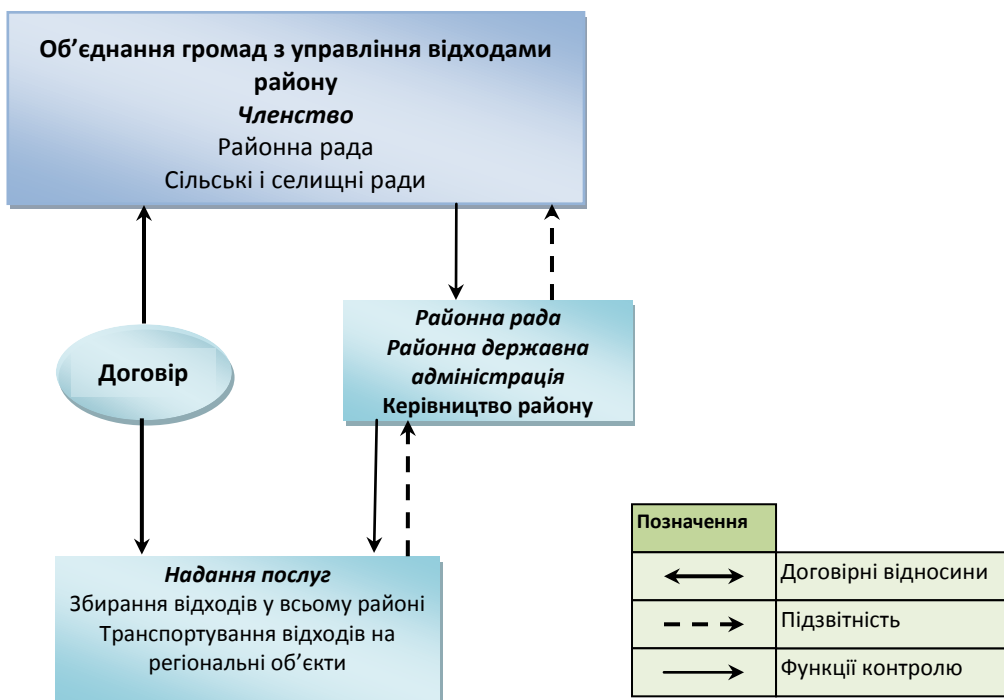 Об’єднання громад з управління відходами
району
Членство
Районна рада
Сільські і селищні ради
Договір
Районна рада
Районна державна
адміністрація
Керівництво району
Надання послуг
Збирання відходів у всьому районі
Транспортування відходів на
регіональні об’єкти
Позначення
Договірні відносини
Підзвітність
Функції контролю